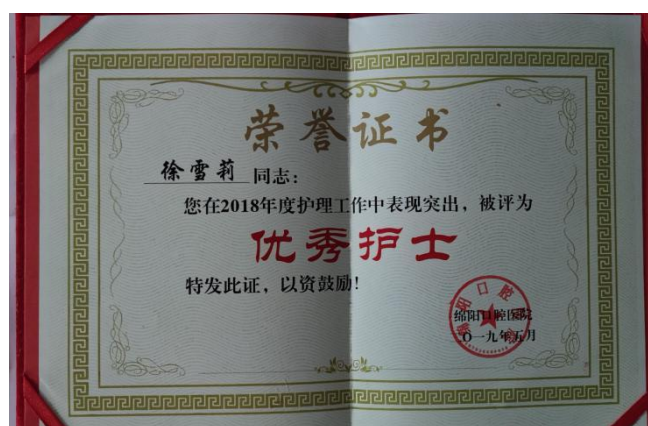 荣誉证书
徐雪莉 同志：
您在2018年度护理工作中表现突出，被评为
优秀护士
特发此证，以资鼓励！
绵阳口腔医院
O一九年五月